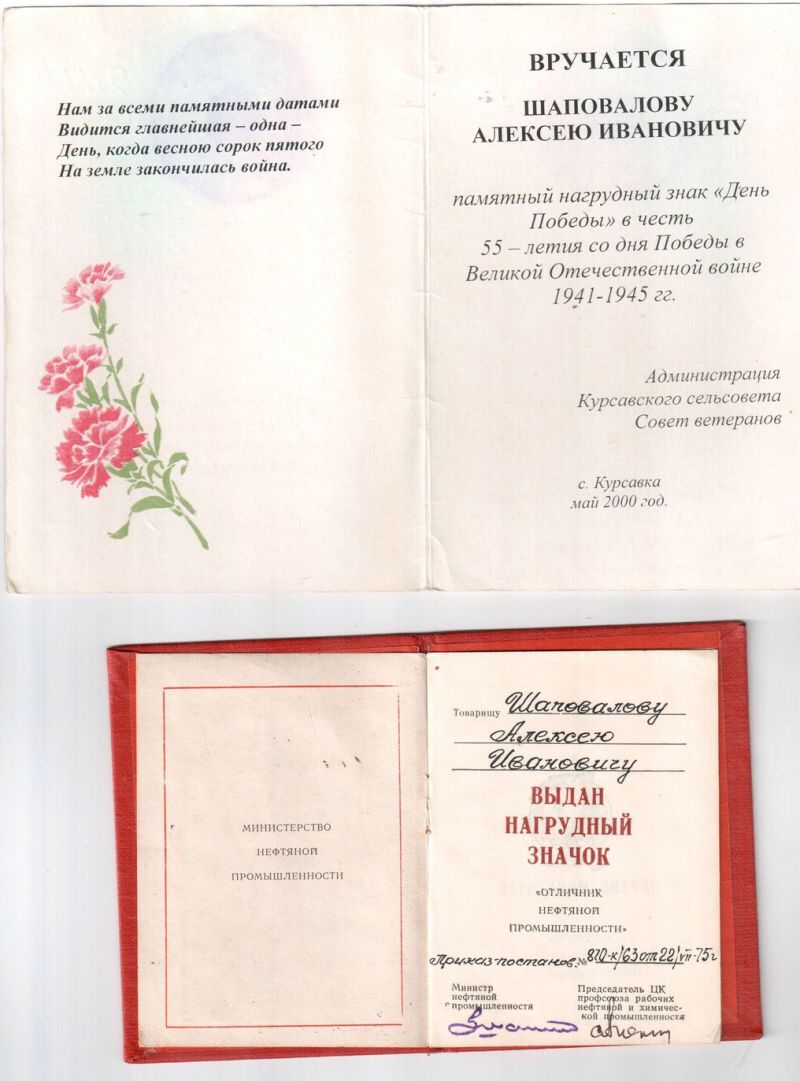 Нам за всеми памятными датами
Видится главнейшая – одна –
День, когда весною сорок пятого
На земле закончилась война.
ВРУЧАЕТСЯ
ШАПОВАЛОВУ
АЛЕКСЕЮ ИВАНОВИЧУ
памятный нагрудный знак «День
Победы» в честь
55 – летия со дня Победы в
Великой Отечественной войне
1941-1945 гг.
Администрация
Курсавского сельсовета
Совет ветеранов
с. Курсавка
май 2000 год.
МИНИСТЕРСТВО
НЕФТЯНОЙ
ПРОМЫШЛЕННОСТИ
Товарищу Шаповалову
Алексею
Ивановичу
ВЫДАН
НАГРУДНЫЙ
ЗНАЧОК
«ОТЛИЧНИК
НЕФТЯНОЙ
ПРОМЫШЛЕННОСТИ»
Приказ-постанов. № 870-к/63 от 22/VII-75г
Министр
нефтяной
промышленности
Председатель ЦК
профсоюза рабочих
нефтяной и химичес-
кой промышленности